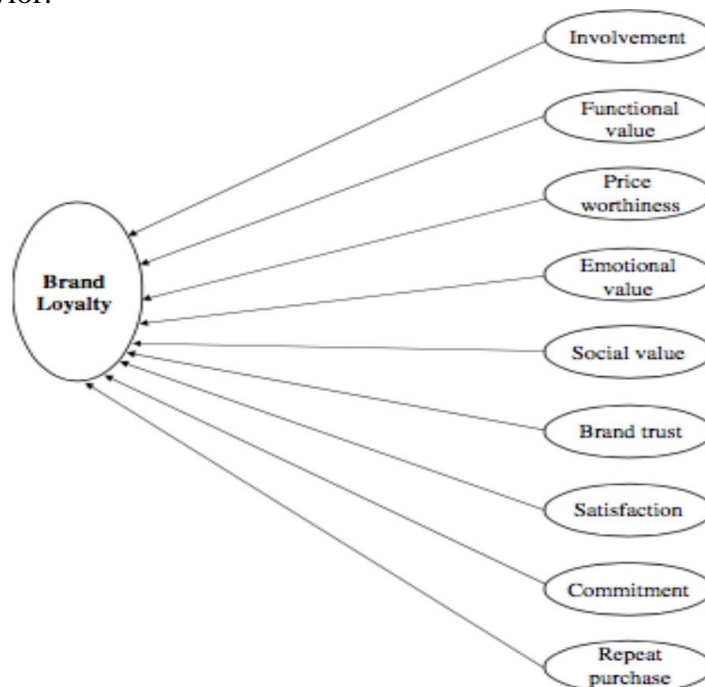 Involvement
Functional
value
Price
worthiness
Emotional
value
Brand
Loyalty
Social value
Brand trust
Satisfaction
Commitment
Repeat
purchase